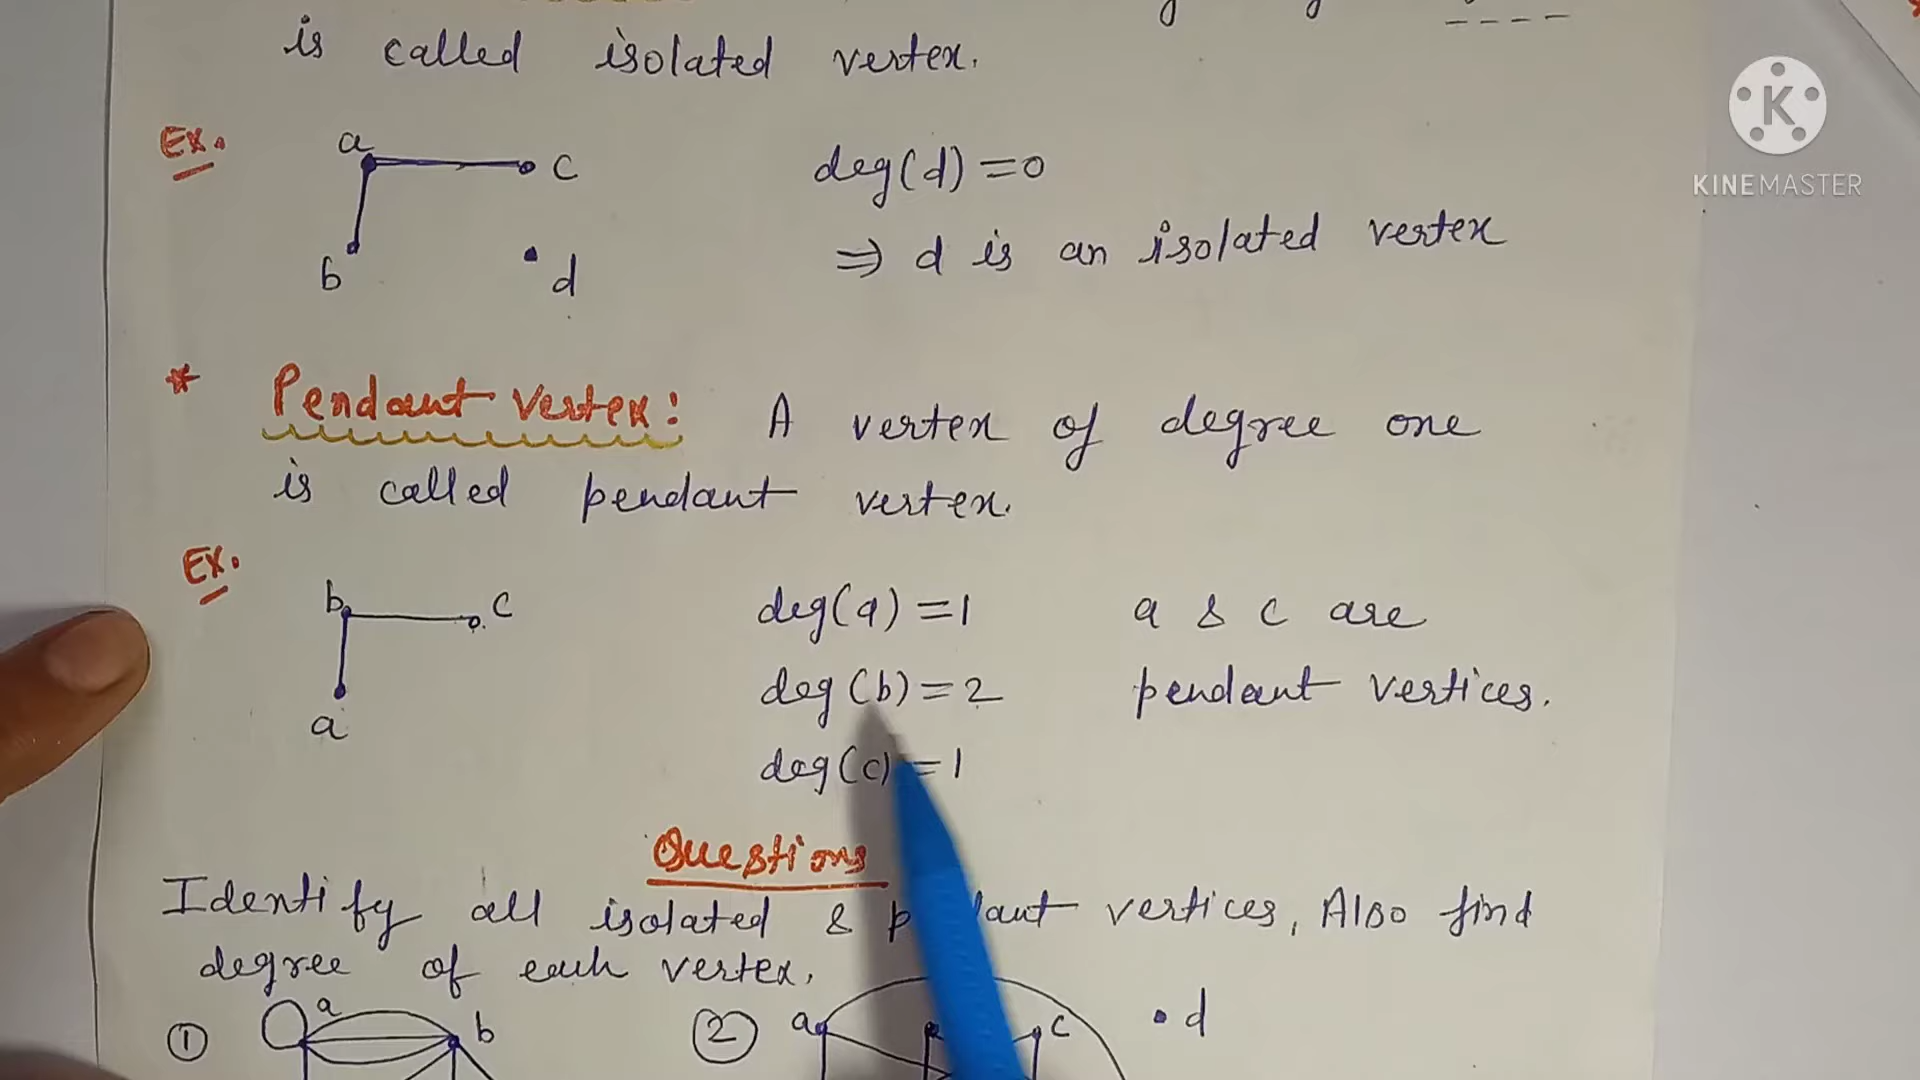 is called isolated vertex.
Ex.
a
c
b
d
deg(d) = 0
⇒ d is an isolated vertex
KINEMASTER
* Pendant Vertex: A vertex of degree one
is called pendant vertex.
Ex.
b
c
a
deg(a) = 1
deg(b) = 2
deg(c) = 1
a & c are
pendant vertices.
Questions
Identify all isolated & vertices, Also find
degree of each vertex.
① a b
② a c d